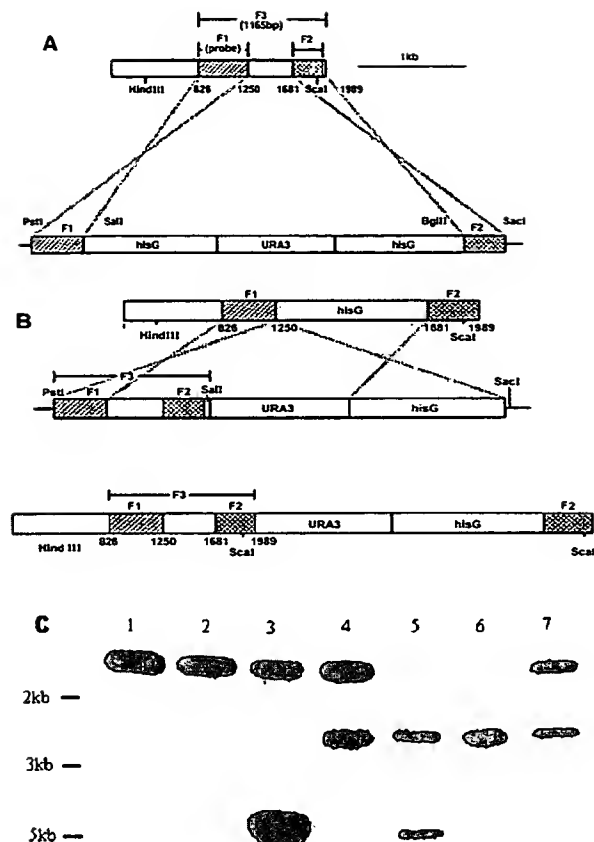 A
F3
(1165bp)
F1
(probe)
F2
1kb
HindIII
826
1250
1681
ScaI
1989
PstI
F1
SalI
hisG
URA3
hisG
BglII
F2
SacI
B
F1
hisG
F2
HindIII
826
1250
1681
ScaI
1989
F3
PstI
F1
F2
SalI
URA3
hisG
SacI
F3
F1
F2
URA3
hisG
F2
Hind III
826
1250
1681
ScaI
1989
ScaI
C
1 2 3 4 5 6 7
2kb
3kb
5kb